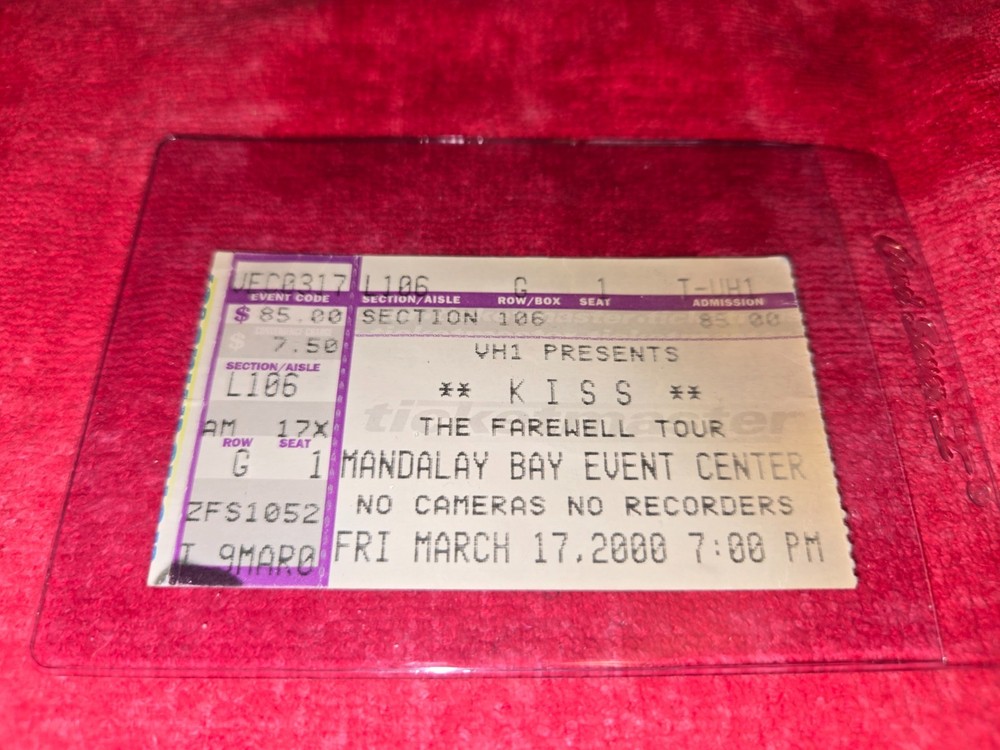 VEC0317 L106 G 1 T-VH1
EVENT CODE SECTION/AISLE ROW/BOX SEAT ADMISSION
$ 85.00 SECTION 106 85.00
$ 7.50
VH1 PRESENTS
SECTION/AISLE
L106
** K I S S **
ticketmaster
AM 17X THE FAREWELL TOUR
ROW SEAT
G 1 MANDALAY BAY EVENT CENTER
ZFS1052 NO CAMERAS NO RECORDERS
9MAR0 FRI MARCH 17,2000 7:00 PM